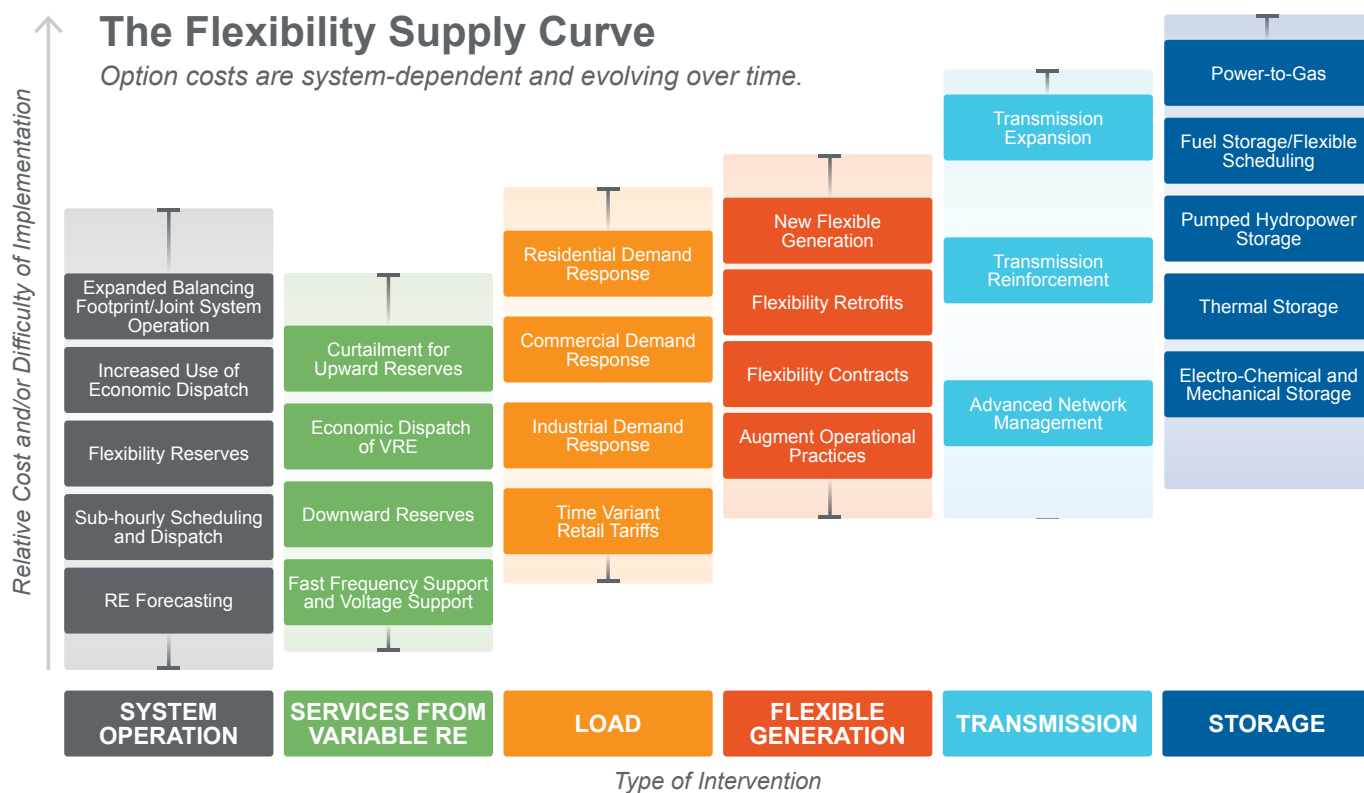 The Flexibility Supply Curve
Option costs are system-dependent and evolving over time.
Relative Cost and/or Difficulty of Implementation
Expanded Balancing
Footprint/Joint System
Operation
Increased Use of
Economic Dispatch
Flexibility Reserves
Sub-hourly Scheduling
and Dispatch
RE Forecasting
SYSTEM
OPERATION
Curtailment for
Upward Reserves
Economic Dispatch
of VRE
Downward Reserves
Fast Frequency Support
and Voltage Support
SERVICES FROM
VARIABLE RE
Residential Demand
Response
Commercial Demand
Response
Industrial Demand
Response
Time Variant
Retail Tariffs
LOAD
New Flexible
Generation
Flexibility Retrofits
Flexibility Contracts
Augment Operational
Practices
FLEXIBLE
GENERATION
Transmission
Expansion
Transmission
Reinforcement
Advanced Network
Management
TRANSMISSION
Power-to-Gas
Fuel Storage/Flexible
Scheduling
Pumped Hydropower
Storage
Thermal Storage
Electro-Chemical and
Mechanical Storage
STORAGE
Type of Intervention